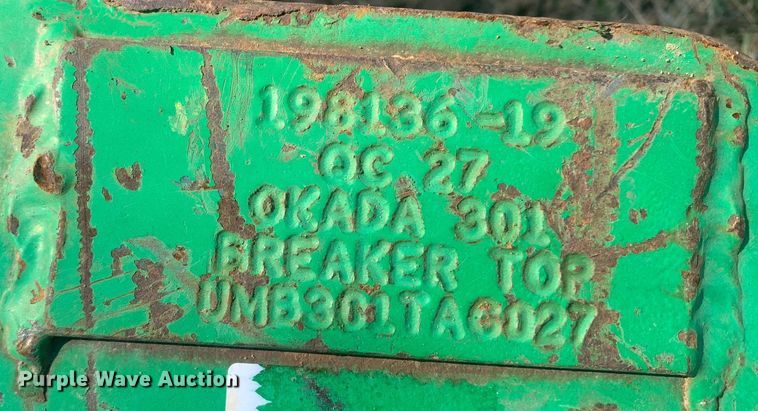 198136-19
QC 27
OKADA 301
BREAKER TOP
UMB301TAG027
Purple Wave Auction